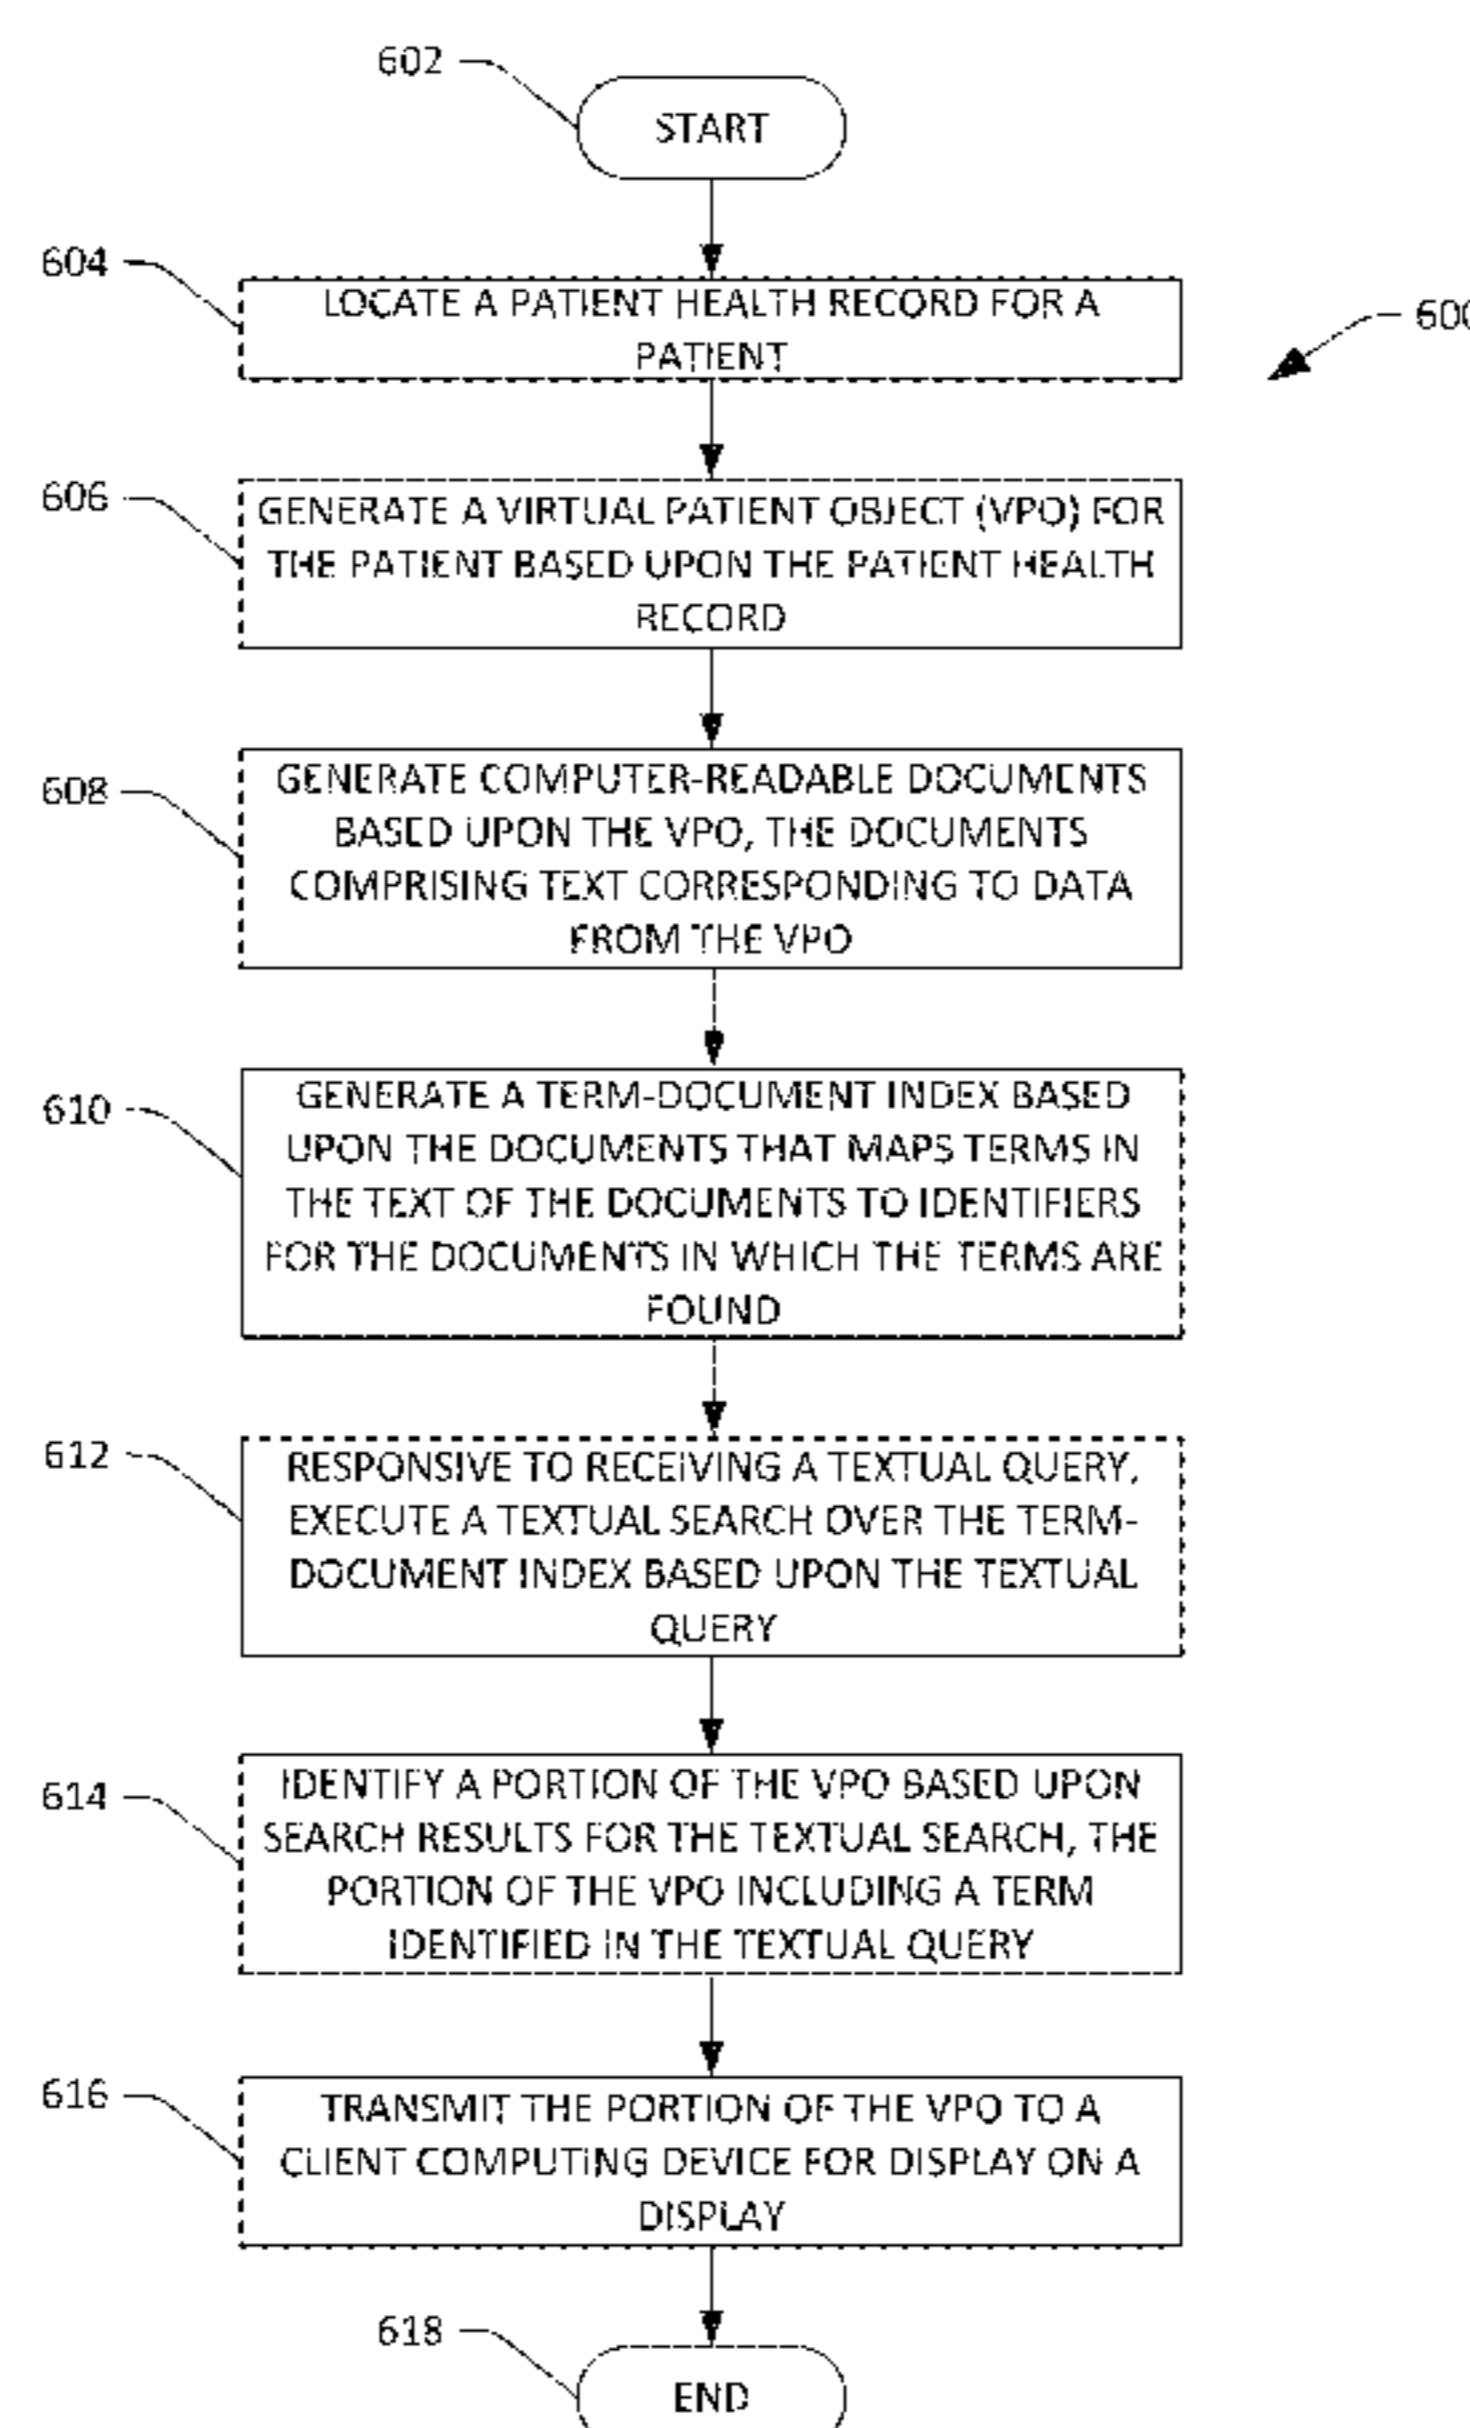 602
START
604
LOCATE A PATIENT HEALTH RECORD FOR A
PATIENT
600
606
GENERATE A VIRTUAL PATIENT OBJECT (VPO) FOR
THE PATIENT BASED UPON THE PATIENT HEALTH
RECORD
608
GENERATE COMPUTER-READABLE DOCUMENTS
BASED UPON THE VPO, THE DOCUMENTS
COMPRISING TEXT CORRESPONDING TO DATA
FROM THE VPO
610
GENERATE A TERM-DOCUMENT INDEX BASED
UPON THE DOCUMENTS THAT MAPS TERMS IN
THE TEXT OF THE DOCUMENTS TO IDENTIFIERS
FOR THE DOCUMENTS IN WHICH THE TERMS ARE
FOUND
612
RESPONSIVE TO RECEIVING A TEXTUAL QUERY,
EXECUTE A TEXTUAL SEARCH OVER THE TERM-
DOCUMENT INDEX BASED UPON THE TEXTUAL
QUERY
614
IDENTIFY A PORTION OF THE VPO BASED UPON
SEARCH RESULTS FOR THE TEXTUAL SEARCH, THE
PORTION OF THE VPO INCLUDING A TERM
IDENTIFIED IN THE TEXTUAL QUERY
616
TRANSMIT THE PORTION OF THE VPO TO A
CLIENT COMPUTING DEVICE FOR DISPLAY ON A
DISPLAY
618
END